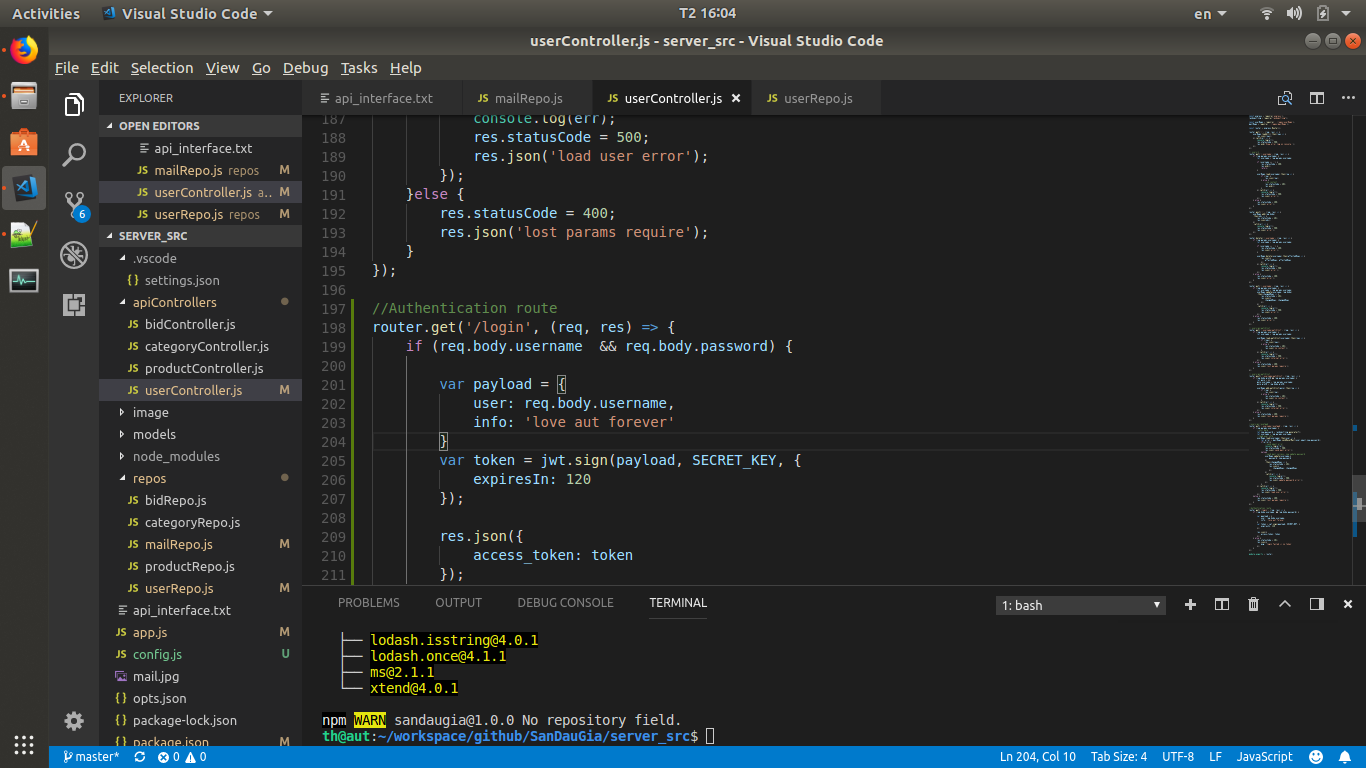 Activities
Visual Studio Code
T2 16:04
en
userController.js - server_src - Visual Studio Code
File Edit Selection View Go Debug Tasks Help
EXPLORER
OPEN EDITORS
api_interface.txt
JS mailRepo.js repos M
JS userController.js a... M
JS userRepo.js repos M
SERVER_SRC
.vscode
{} settings.json
apiControllers
JS bidController.js
JS categoryController.js
JS productController.js
JS userController.js M
image
models
node_modules
repos
JS bidRepo.js
JS categoryRepo.js
JS mailRepo.js M
JS productRepo.js
JS userRepo.js M
api_interface.txt
JS app.js M
JS config.js U
mail.jpg
{} opts.json
{} package-lock.json
{} package.json M
6
api_interface.txt
JS mailRepo.js
JS userController.js
JS userRepo.js
187 console.log(err);
188 res.statusCode = 500;
189 res.json('load user error');
190 });
191 }else {
192 res.statusCode = 400;
193 res.json('lost params require');
194 }
195 });
196
197 //Authentication route
198 router.get('/login', (req, res) => {
199 if (req.body.username  && req.body.password) {
200
201 var payload = {
202 user: req.body.username,
203 info: 'love aut forever'
204 }
205 var token = jwt.sign(payload, SECRET_KEY, {
206 expiresIn: 120
207 });
208
209 res.json({
210 access_token: token
211 });
PROBLEMS OUTPUT DEBUG CONSOLE TERMINAL
1: bash
├── lodash.isstring@4.0.1
├── lodash.once@4.1.1
├── ms@2.1.1
└── xtend@4.0.1
npm WARN sandaugia@1.0.0 No repository field.
th@aut:~/workspace/github/SanDauGia/server_src$
master* 0 0
Ln 204, Col 10 Tab Size: 4 UTF-8 LF JavaScript